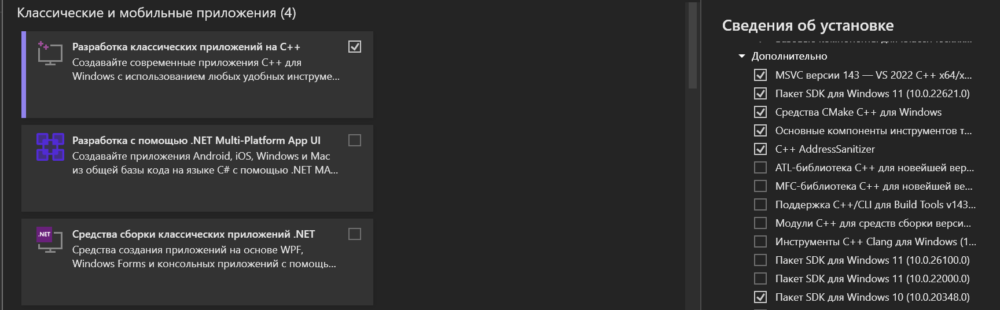 Классические и мобильные приложения (4)
Разработка классических приложений на C++
Создавайте современные приложения C++ для
Windows с использованием любых удобных инструме...
Разработка с помощью .NET Multi-Platform App UI
Создавайте приложения Android, iOS, Windows и Mac
из общей базы кода на языке C# с помощью .NET MA...
.NET
Средства сборки классических приложений .NET
Средства создания приложений на основе WPF,
Windows Forms и консольных приложений с помощь...
Сведения об установке
Дополнительно
MSVC версии 143 — VS 2022 C++ x64/x...
Пакет SDK для Windows 11 (10.0.22621.0)
Средства CMake C++ для Windows
Основные компоненты инструментов т...
C++ AddressSanitizer
ATL-библиотека C++ для новейшей вер...
MFC-библиотека C++ для новейшей ве...
Поддержка C++/CLI для Build Tools v143...
Модули C++ для средств сборки верси...
Инструменты C++ Clang для Windows (1...
Пакет SDK для Windows 11 (10.0.26100.0)
Пакет SDK для Windows 11 (10.0.22000.0)
Пакет SDK для Windows 10 (10.0.20348.0)